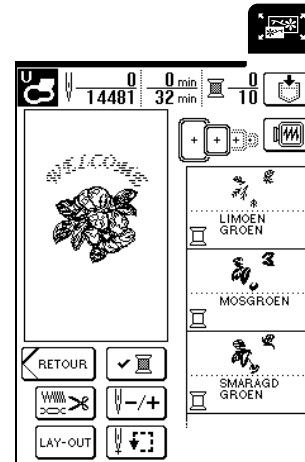 U
0
14481
0 min
32 min
0
10
WELCOME
LIMOEN
GROEN
MOSGROEN
SMARAGD
GROEN
RETOUR
-/+
LAY-OUT